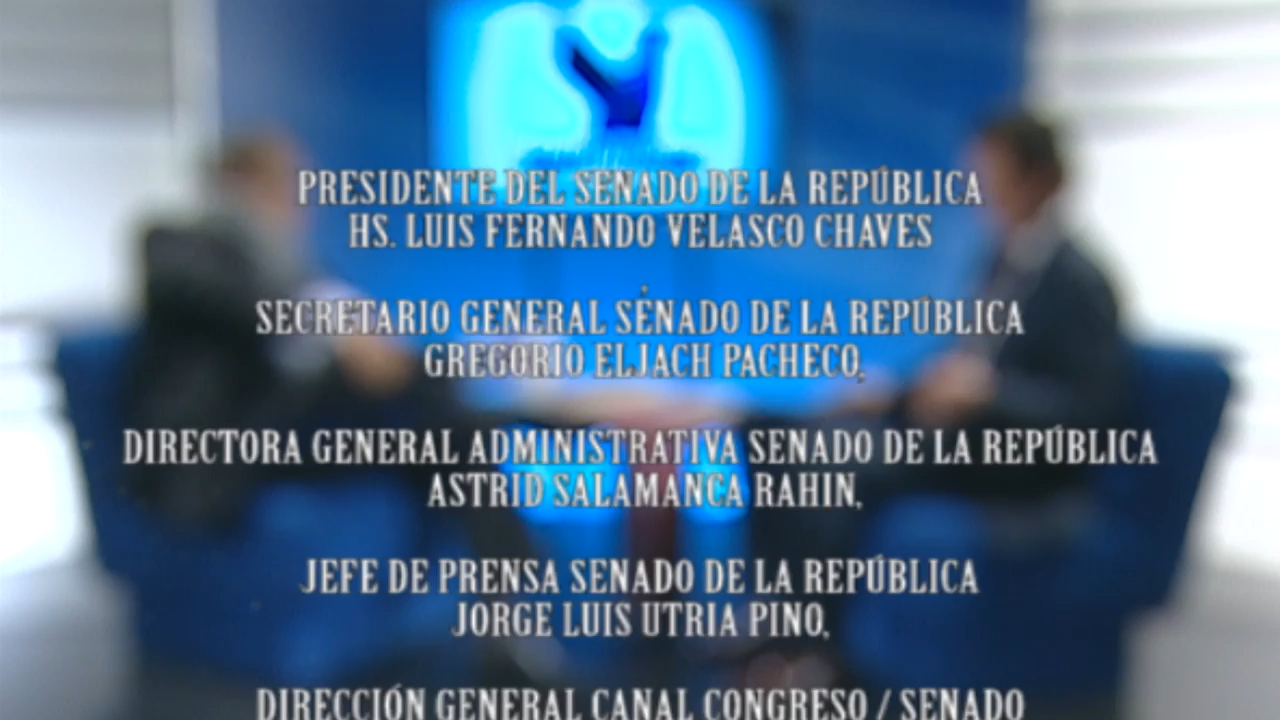 PRESIDENTE DEL SENADO DE LA REPÚBLICA
HS. LUIS FERNANDO VELASCO CHAVES
SECRETARIO GENERAL SENADO DE LA REPÚBLICA
GREGORIO ELJACH PACHECO,
DIRECTORA GENERAL ADMINISTRATIVA SENADO DE LA REPÚBLICA
ASTRID SALAMANCA RAHIN,
JEFE DE PRENSA SENADO DE LA REPÚBLICA
JORGE LUIS UTRIA PINO,
DIRECCIÓN GENERAL CANAL CONGRESO / SENADO